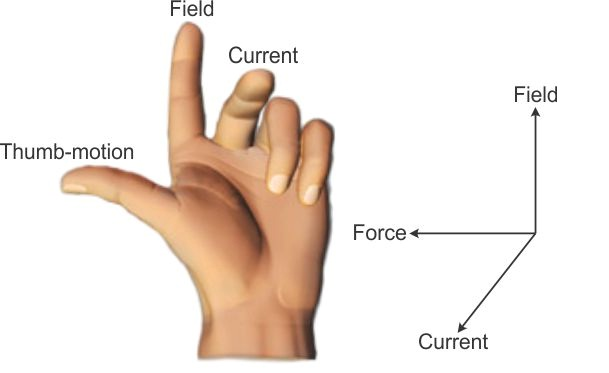 Field
Current
Thumb-motion
Field
Force
Current